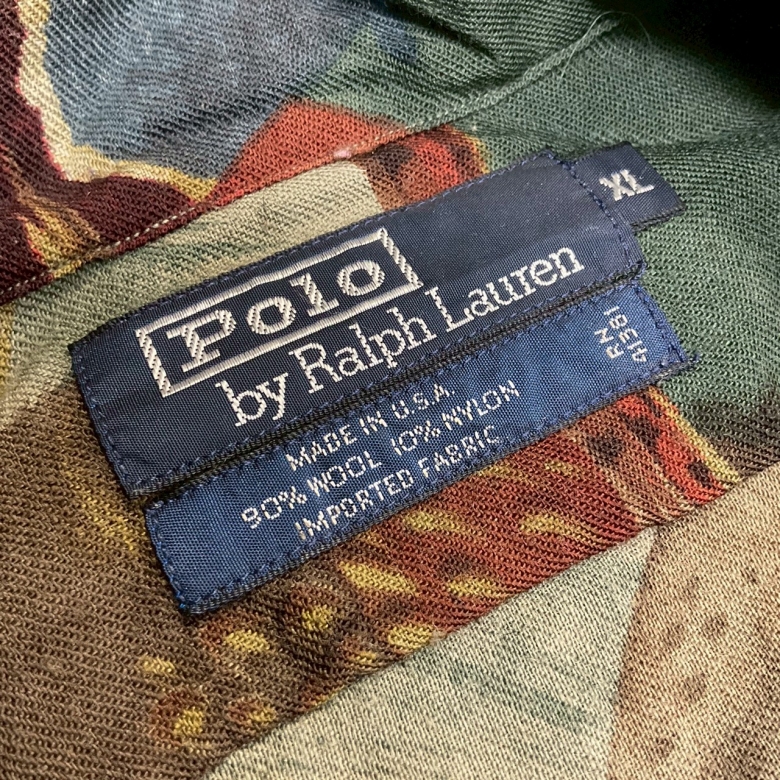 XL
POLO
by Ralph Lauren
RN
41381
MADE IN U.S.A.
90% WOOL 10% NYLON
IMPORTED FABRIC